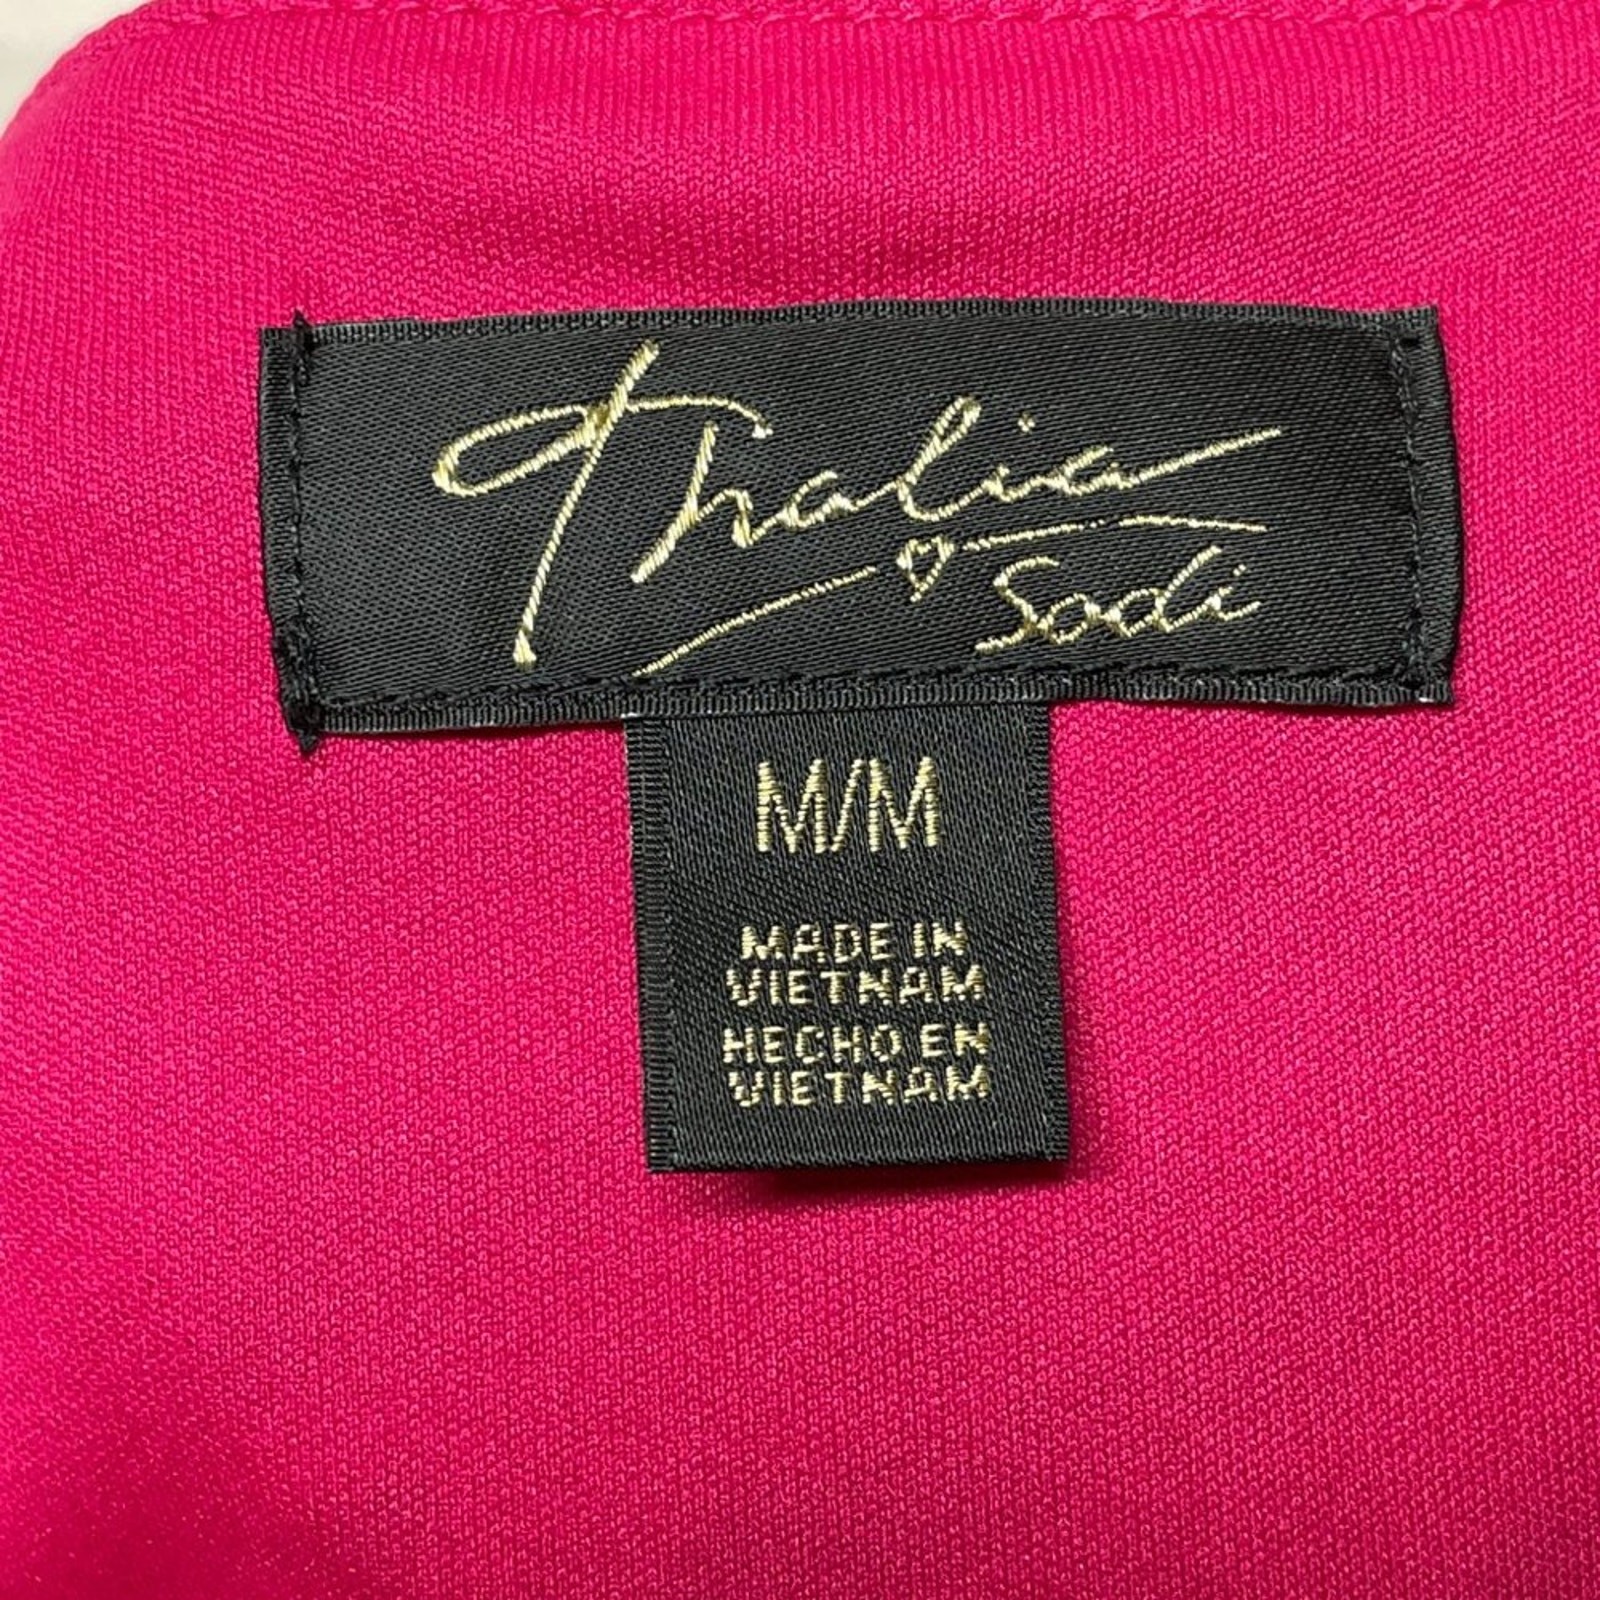 Thalia
Sodi
M/M
MADE IN
VIETNAM
HECHO EN
VIETNAM